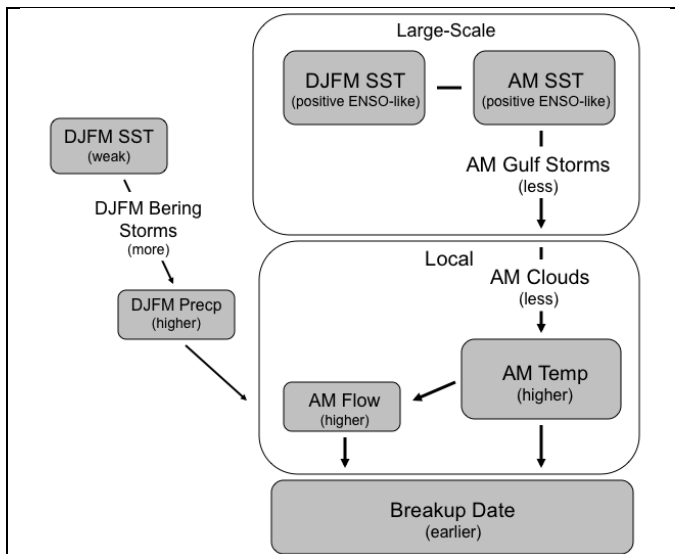 Large-Scale
DJFM SST
(positive ENSO-like)
AM SST
(positive ENSO-like)
AM Gulf Storms
(less)
DJFM SST
(weak)
DJFM Bering
Storms
(more)
DJFM Precp
(higher)
Local
AM Clouds
(less)
AM Temp
(higher)
AM Flow
(higher)
Breakup Date
(earlier)